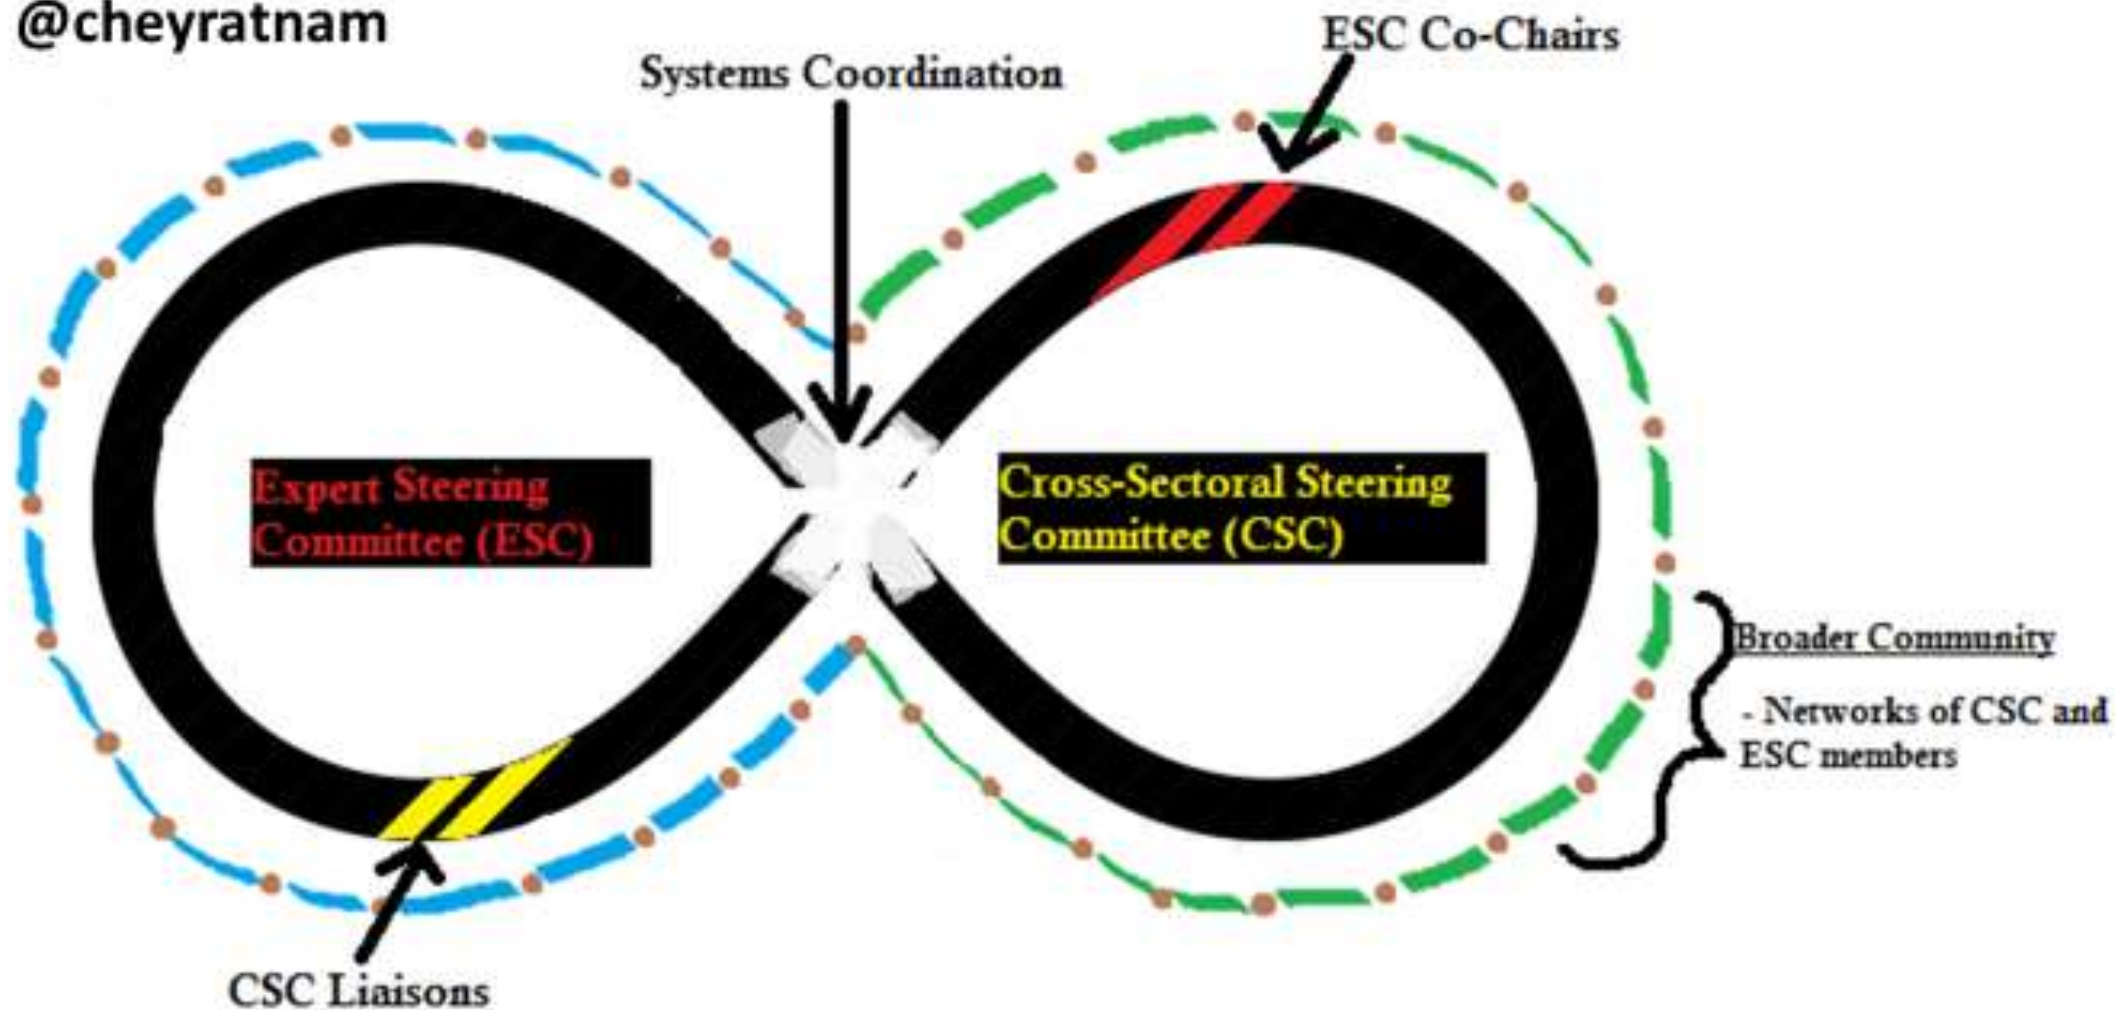 @cheyratnam
ESC Co-Chairs
Systems Coordination
Expert Steering
Committee (ESC)
Cross-Sectoral Steering
Committee (CSC)
Broader Community
- Networks of CSC and
ESC members
CSC Liaisons